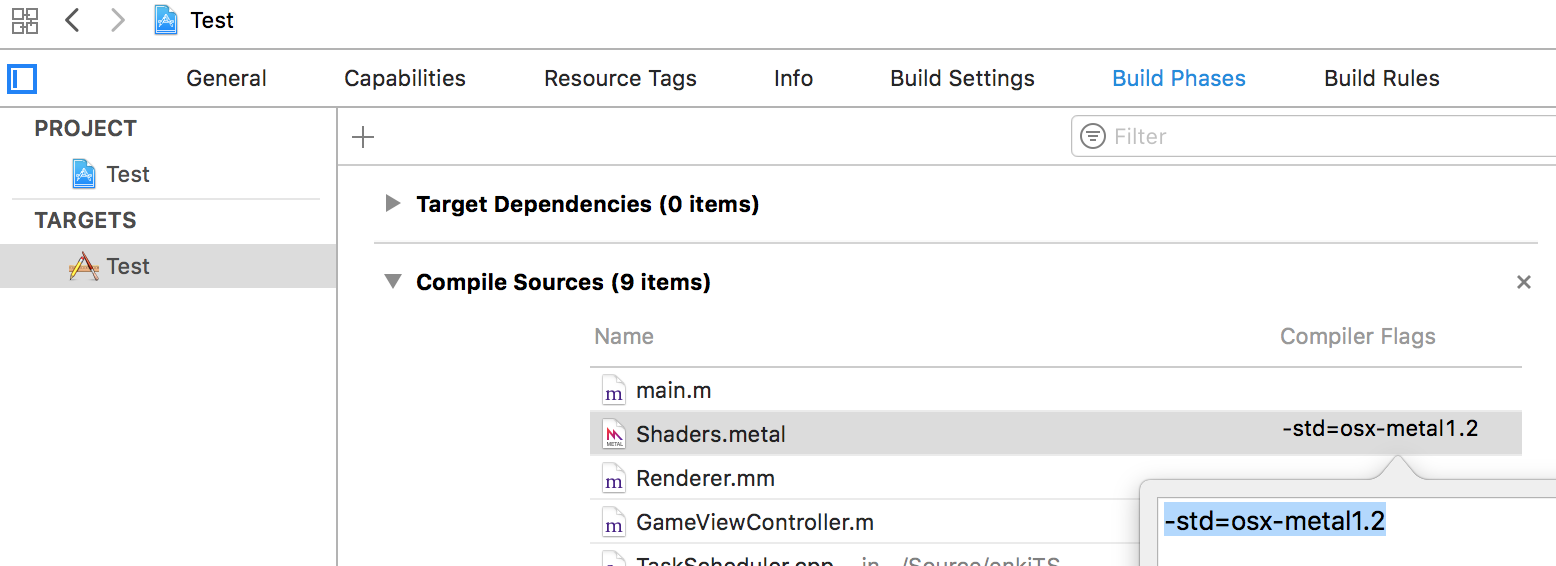 Test
General Capabilities Resource Tags Info Build Settings Build Phases Build Rules
PROJECT
Test
TARGETS
Test
Filter
Target Dependencies (0 items)
Compile Sources (9 items)
Name Compiler Flags
m main.m
METAL Shaders.metal -std=osx-metal1.2
m Renderer.mm
-std=osx-metal1.2
m GameViewController.m
TaskScheduler.cpp ...in ../Source/enkiTS